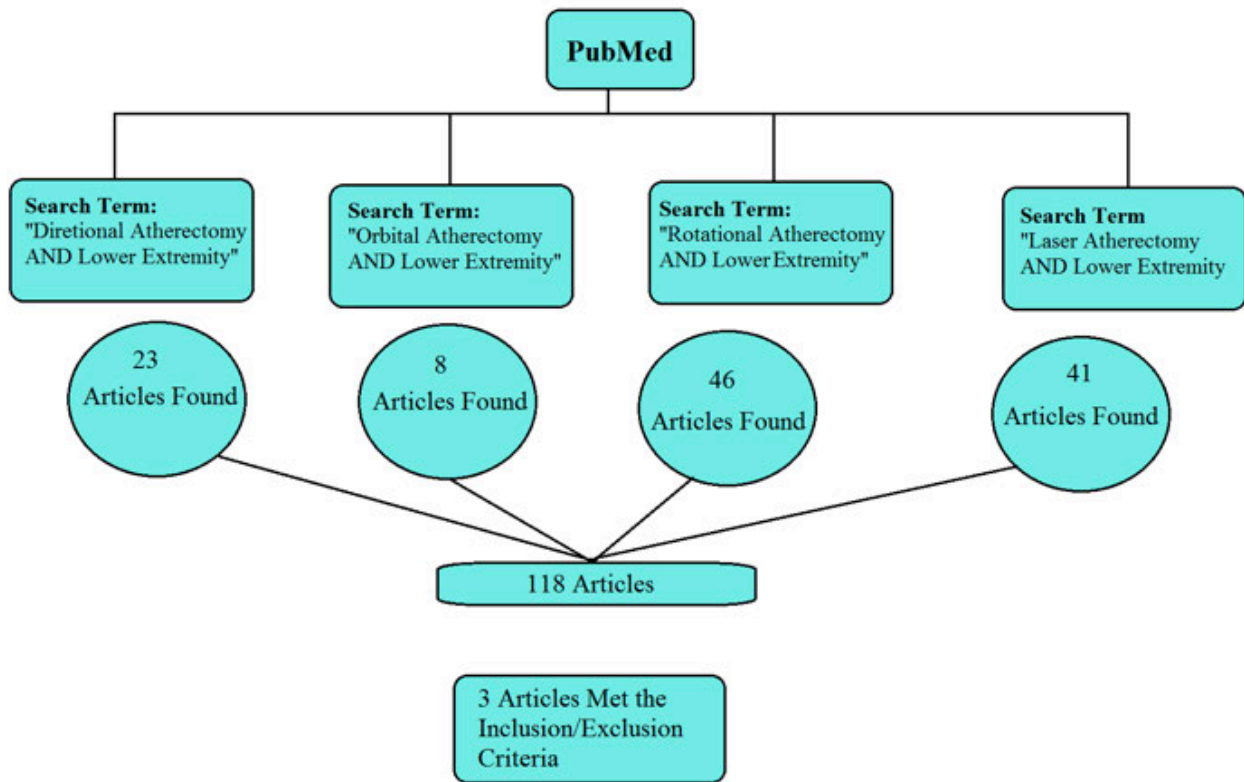 PubMed
Search Term:
"Diretional Atherectomy
AND Lower Extremity"
Search Term:
"Orbital Atherectomy
AND Lower Extremity"
Search Term:
"Rotational Atherectomy
AND Lower Extremity"
Search Term
"Laser Atherectomy
AND Lower Extremity
23
Articles Found
8
Articles Found
46
Articles Found
41
Articles Found
118 Articles
3 Articles Met the
Inclusion/Exclusion
Criteria